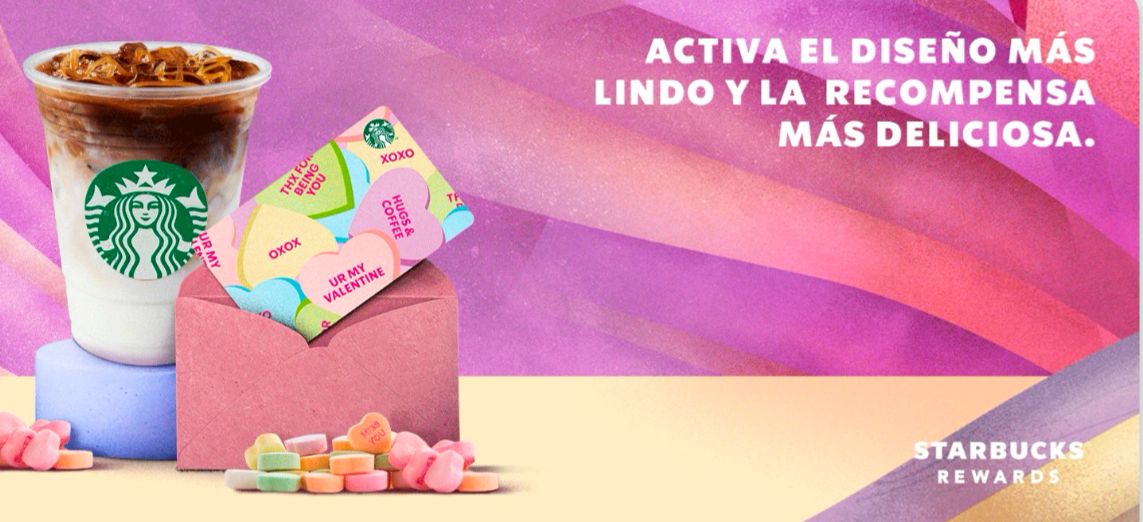 ACTIVA EL DISEÑO MÁS
LINDO Y LA RECOMPENSA
MÁS DELICIOSA.
XOXO
THX FOR
BEING
YOU
HUGS &
COFFEE
OXOX
UR MY
VALENTINE
UR MY
STARBUCKS
REWARDS